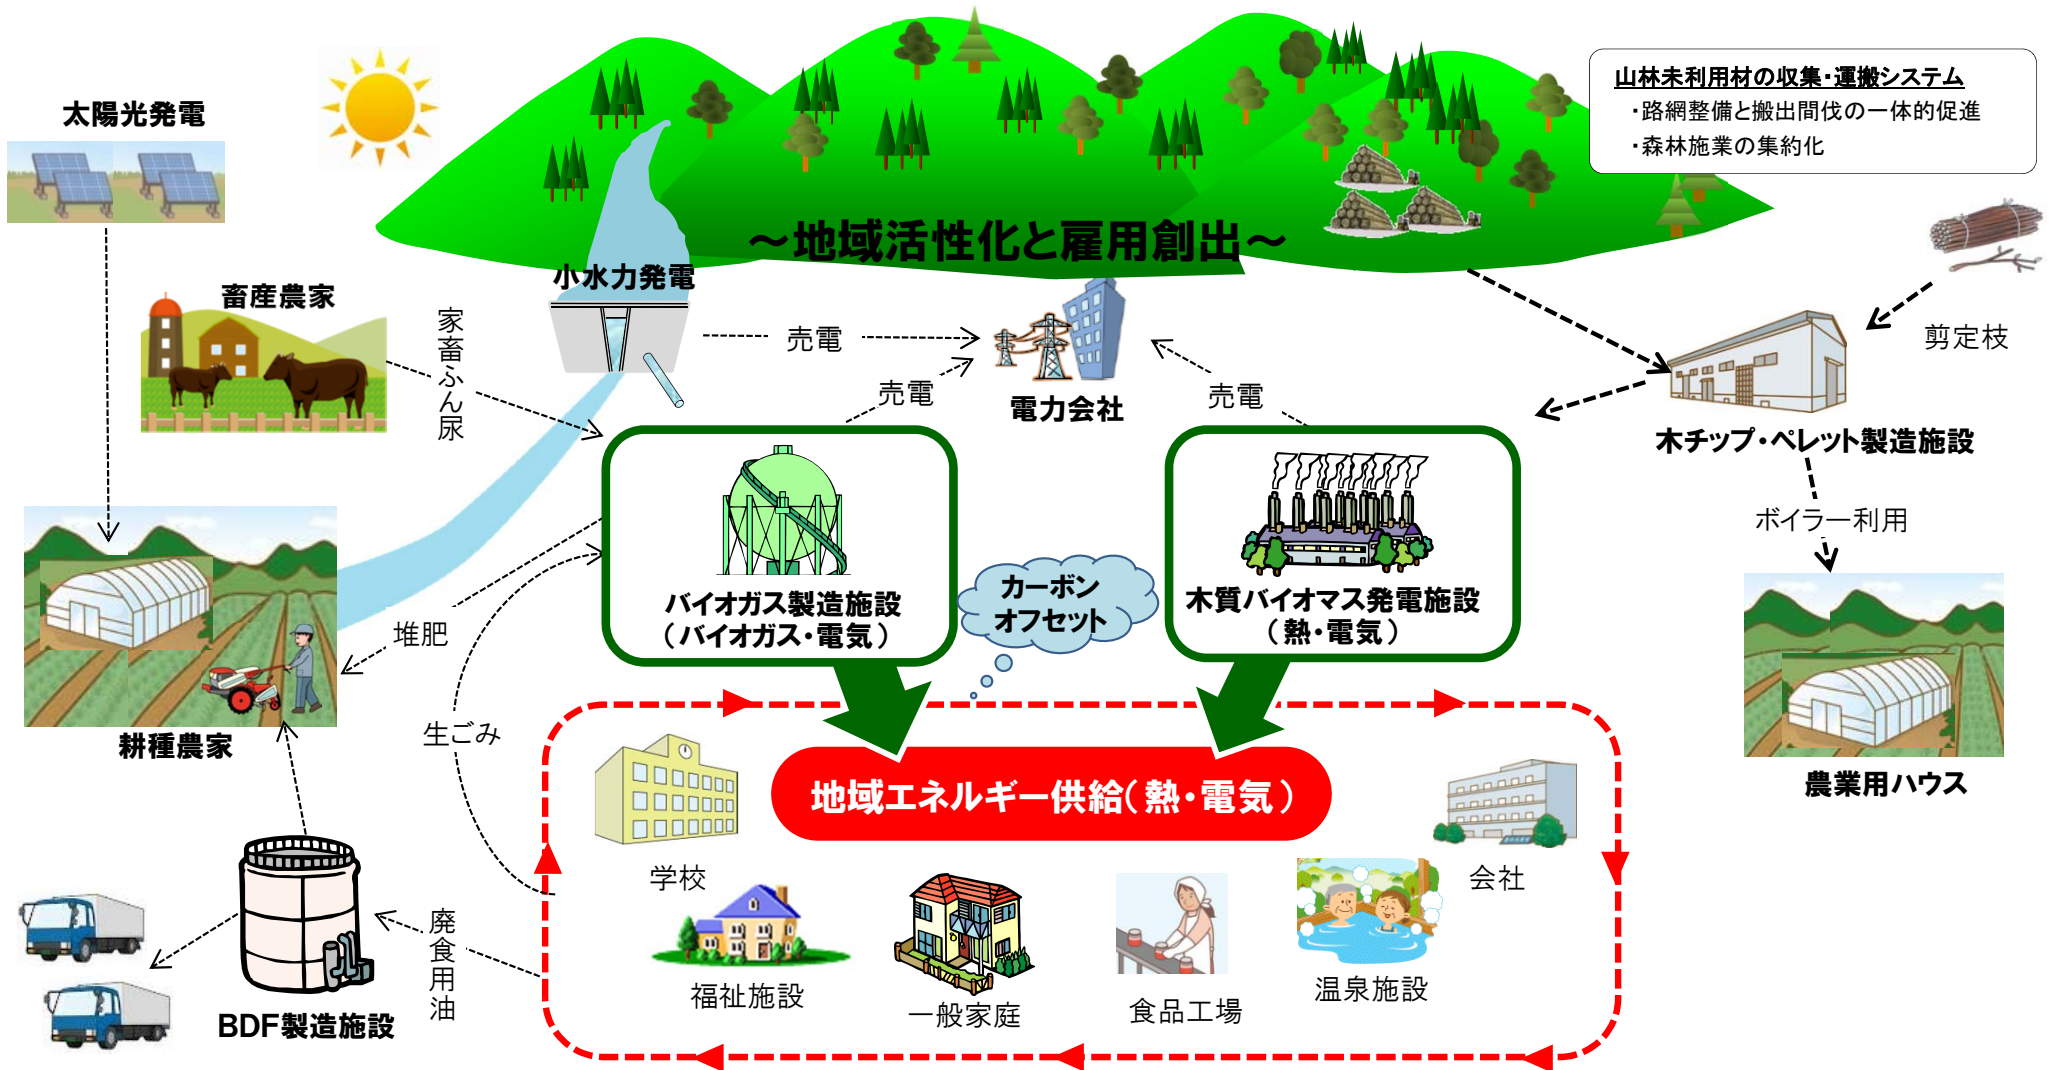 山林未利用材の収集・運搬システム
・路網整備と搬出間伐の一体的促進
・森林施業の集約化
太陽光発電
～地域活性化と雇用創出～
小水力発電
畜産農家
家畜ふん尿
売電
売電
売電
電力会社
剪定枝
木チップ・ペレット製造施設
ボイラー利用
農業用ハウス
バイオガス製造施設
（バイオガス・電気）
カーボン
オフセット
木質バイオマス発電施設
（熱・電気）
堆肥
生ごみ
耕種農家
地域エネルギー供給（熱・電気）
学校
会社
福祉施設
一般家庭
食品工場
温泉施設
廃食用油
BDF製造施設